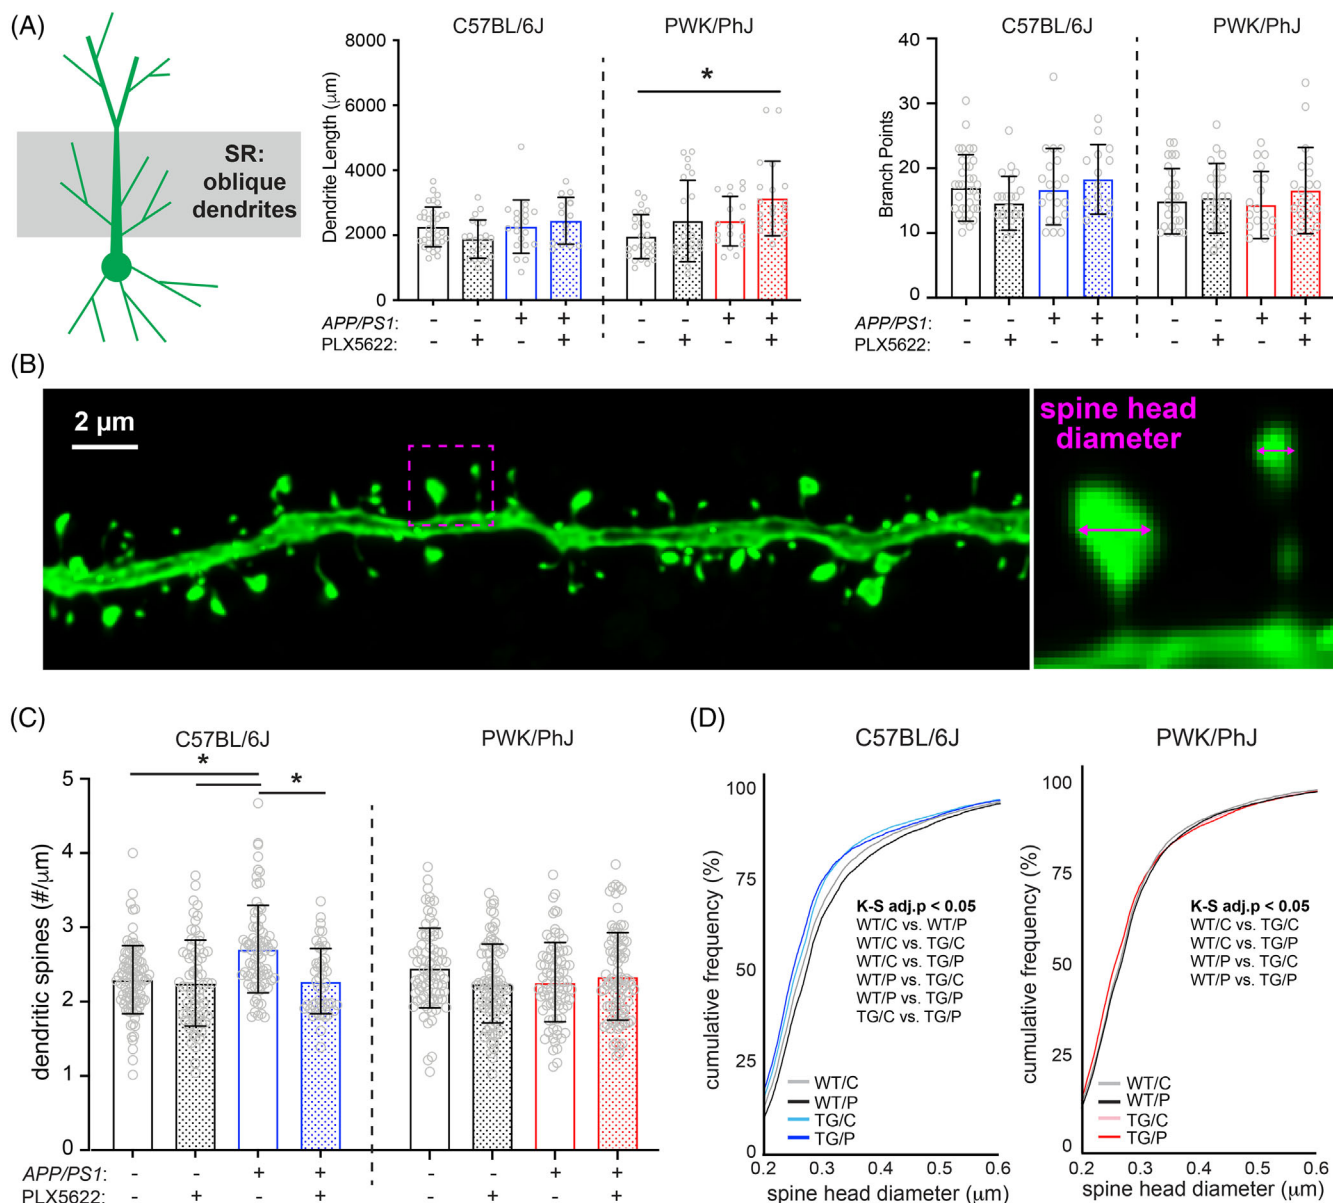 (A)
SR:
oblique
dendrites
C57BL/6J PWK/PhJ
Dendrite Length (µm)
8000
6000
4000
2000
0
*
APP/PS1: - - + + - - + +
PLX5622: - + - + - + - +
C57BL/6J PWK/PhJ
Branch Points
40
30
20
10
0
APP/PS1: - - + + - - + +
PLX5622: - + - + - + - +
(B)
2 µm
spine head
diameter
(C)
C57BL/6J PWK/PhJ
dendritic spines (#/µm)
5
4
3
2
1
0
* *
APP/PS1: - - + + - - + +
PLX5622: - + - + - + - +
(D)
C57BL/6J
cumulative frequency (%)
100
75
50
25
0
K-S adj.p < 0.05
WT/C vs. WT/P
WT/C vs. TG/C
WT/C vs. TG/P
WT/P vs. TG/C
WT/P vs. TG/P
TG/C vs. TG/P
WT/C
WT/P
TG/C
TG/P
0.2 0.3 0.4 0.5 0.6
spine head diameter (µm)
PWK/PhJ
cumulative frequency (%)
100
75
50
25
0
K-S adj.p < 0.05
WT/C vs. TG/C
WT/C vs. TG/P
WT/P vs. TG/C
WT/P vs. TG/P
WT/C
WT/P
TG/C
TG/P
0.2 0.3 0.4 0.5 0.6
spine head diameter (µm)